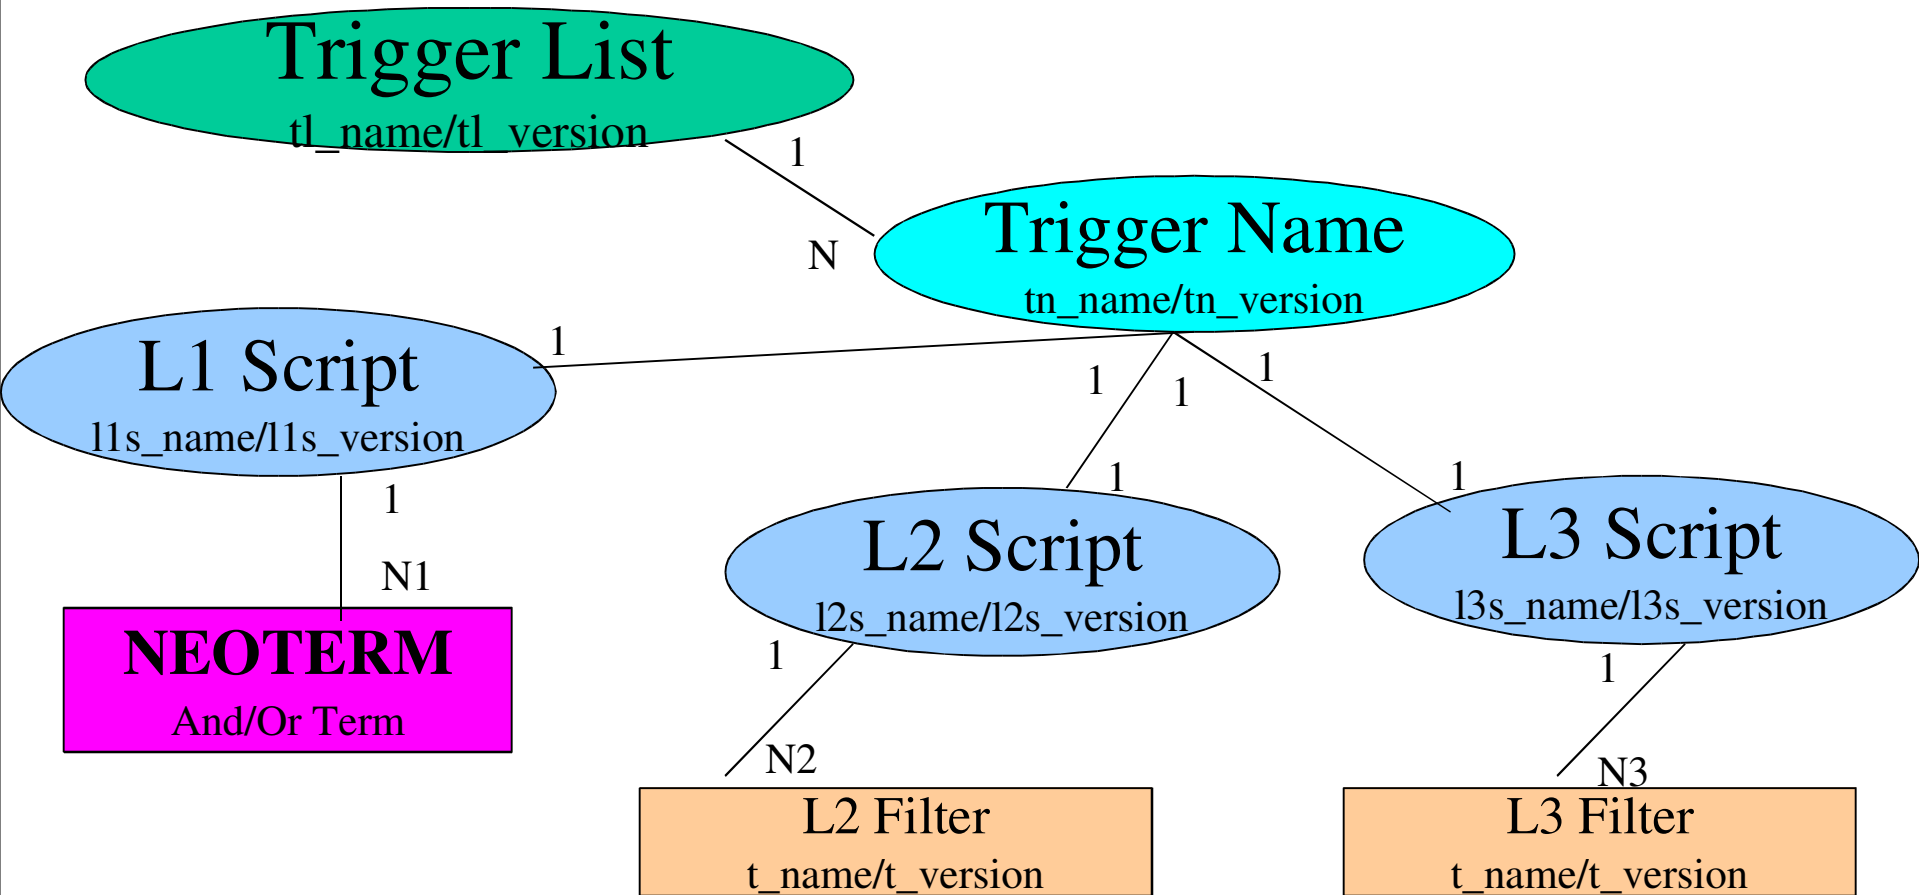 Trigger List
tl_name/tl_version
1
N
Trigger Name
tn_name/tn_version
1
1
1
1
L1 Script
l1s_name/l1s_version
1
N1
NEOTERM
And/Or Term
1
L2 Script
l2s_name/l2s_version
1
N2
L2 Filter
t_name/t_version
1
L3 Script
l3s_name/l3s_version
1
N3
L3 Filter
t_name/t_version